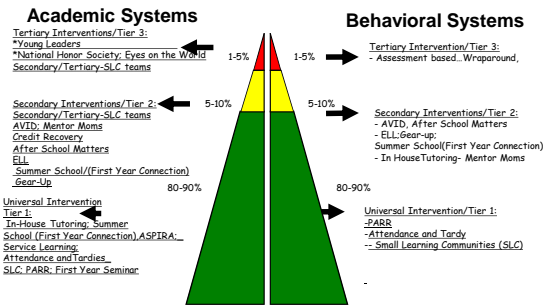 Academic Systems
Tertiary Interventions/Tier 3:
*Young Leaders
*National Honor Society; Eyes on the World
Secondary/Tertiary-SLC teams
1-5%
Secondary Interventions/Tier 2:
Secondary/Tertiary-SLC teams
AVID; Mentor Moms
Credit Recovery
After School Matters
ELL
Summer School/(First Year Connection)
Gear-Up
5-10%
80-90%
Universal Intervention
Tier 1:
In-House Tutoring; Summer
School (First Year Connection),ASPIRA;_
Service Learning;
Attendance andTardies_
SLC; PARR; First Year Seminar
Behavioral Systems
1-5%
Tertiary Intervention/Tier 3:
- Assessment based…Wraparound,
5-10%
Secondary Interventions/Tier 2:
- AVID, After School Matters
- ELL;Gear-up;
Summer School(First Year Connection)
- In HouseTutoring- Mentor Moms
80-90%
Universal Intervention/Tier 1:
-PARR
-Attendance and Tardy
-- Small Learning Communities (SLC)
-